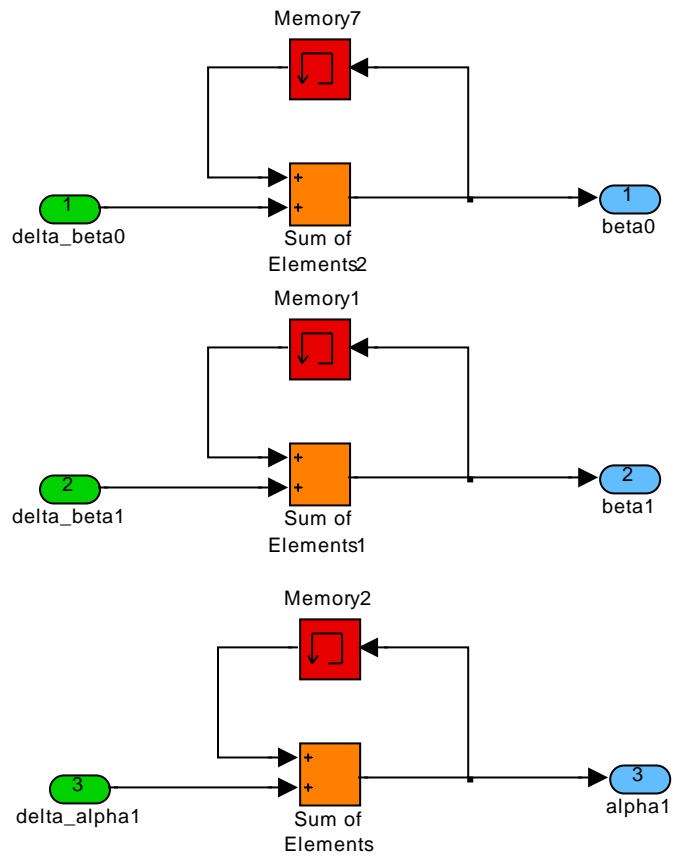 Memory7
+
+
1
delta_beta0
1
beta0
Sum of
Elements2
Memory1
+
+
2
delta_beta1
2
beta1
Sum of
Elements1
Memory2
+
+
3
delta_alpha1
3
alpha1
Sum of
Elements